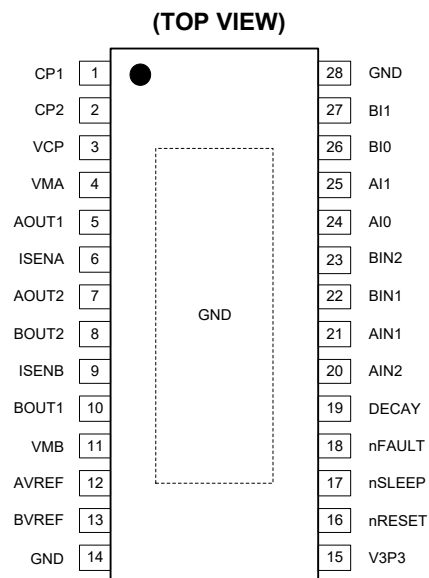 (TOP VIEW)
CP1 1 28 GND
CP2 2 27 BI1
VCP 3 26 BI0
VMA 4 25 AI1
AOUT1 5 24 AI0
ISENA 6 23 BIN2
AOUT2 7 22 BIN1
BOUT2 8 GND 21 AIN1
ISENB 9 20 AIN2
BOUT1 10 19 DECAY
VMB 11 18 nFAULT
AVREF 12 17 nSLEEP
BVREF 13 16 nRESET
GND 14 15 V3P3